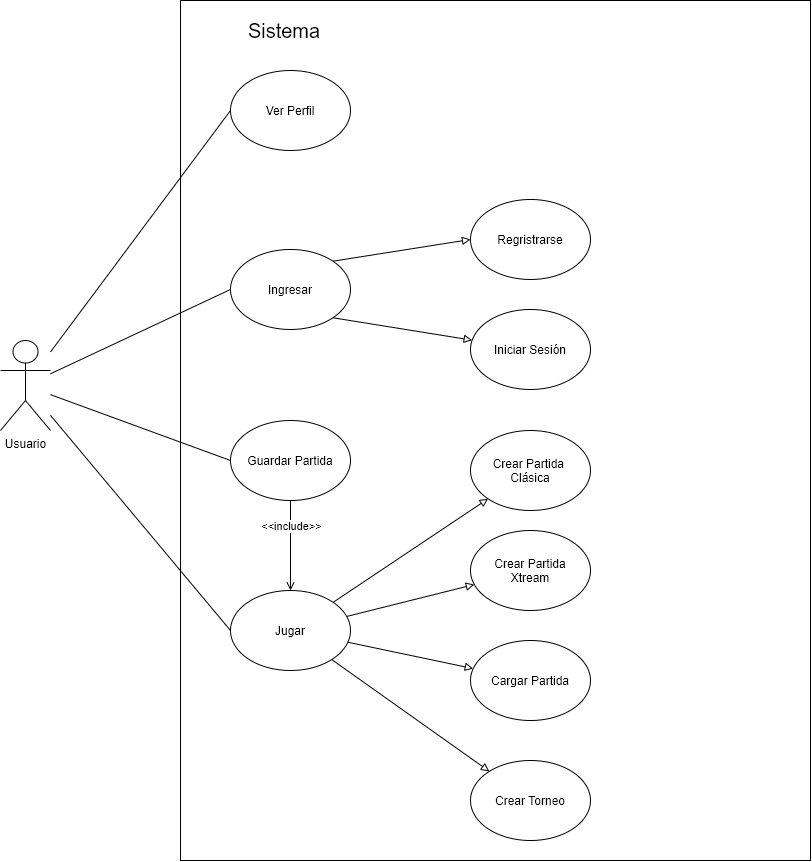 Sistema
Ver Perfil
Regristrarse
Ingresar
Iniciar Sesión
Usuario
Guardar Partida
Crear Partida
Clásica
<<include>>
Crear Partida
Xtream
Jugar
Cargar Partida
Crear Torneo